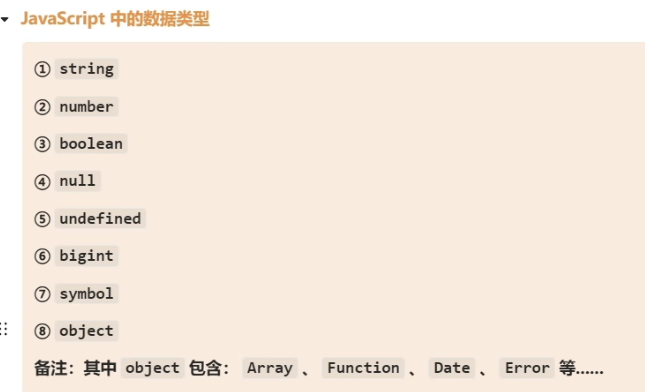 JavaScript 中的数据类型
① string
② number
③ boolean
④ null
⑤ undefined
⑥ bigint
⑦ symbol
⑧ object
备注：其中 object 包含： Array 、 Function 、 Date 、 Error 等......